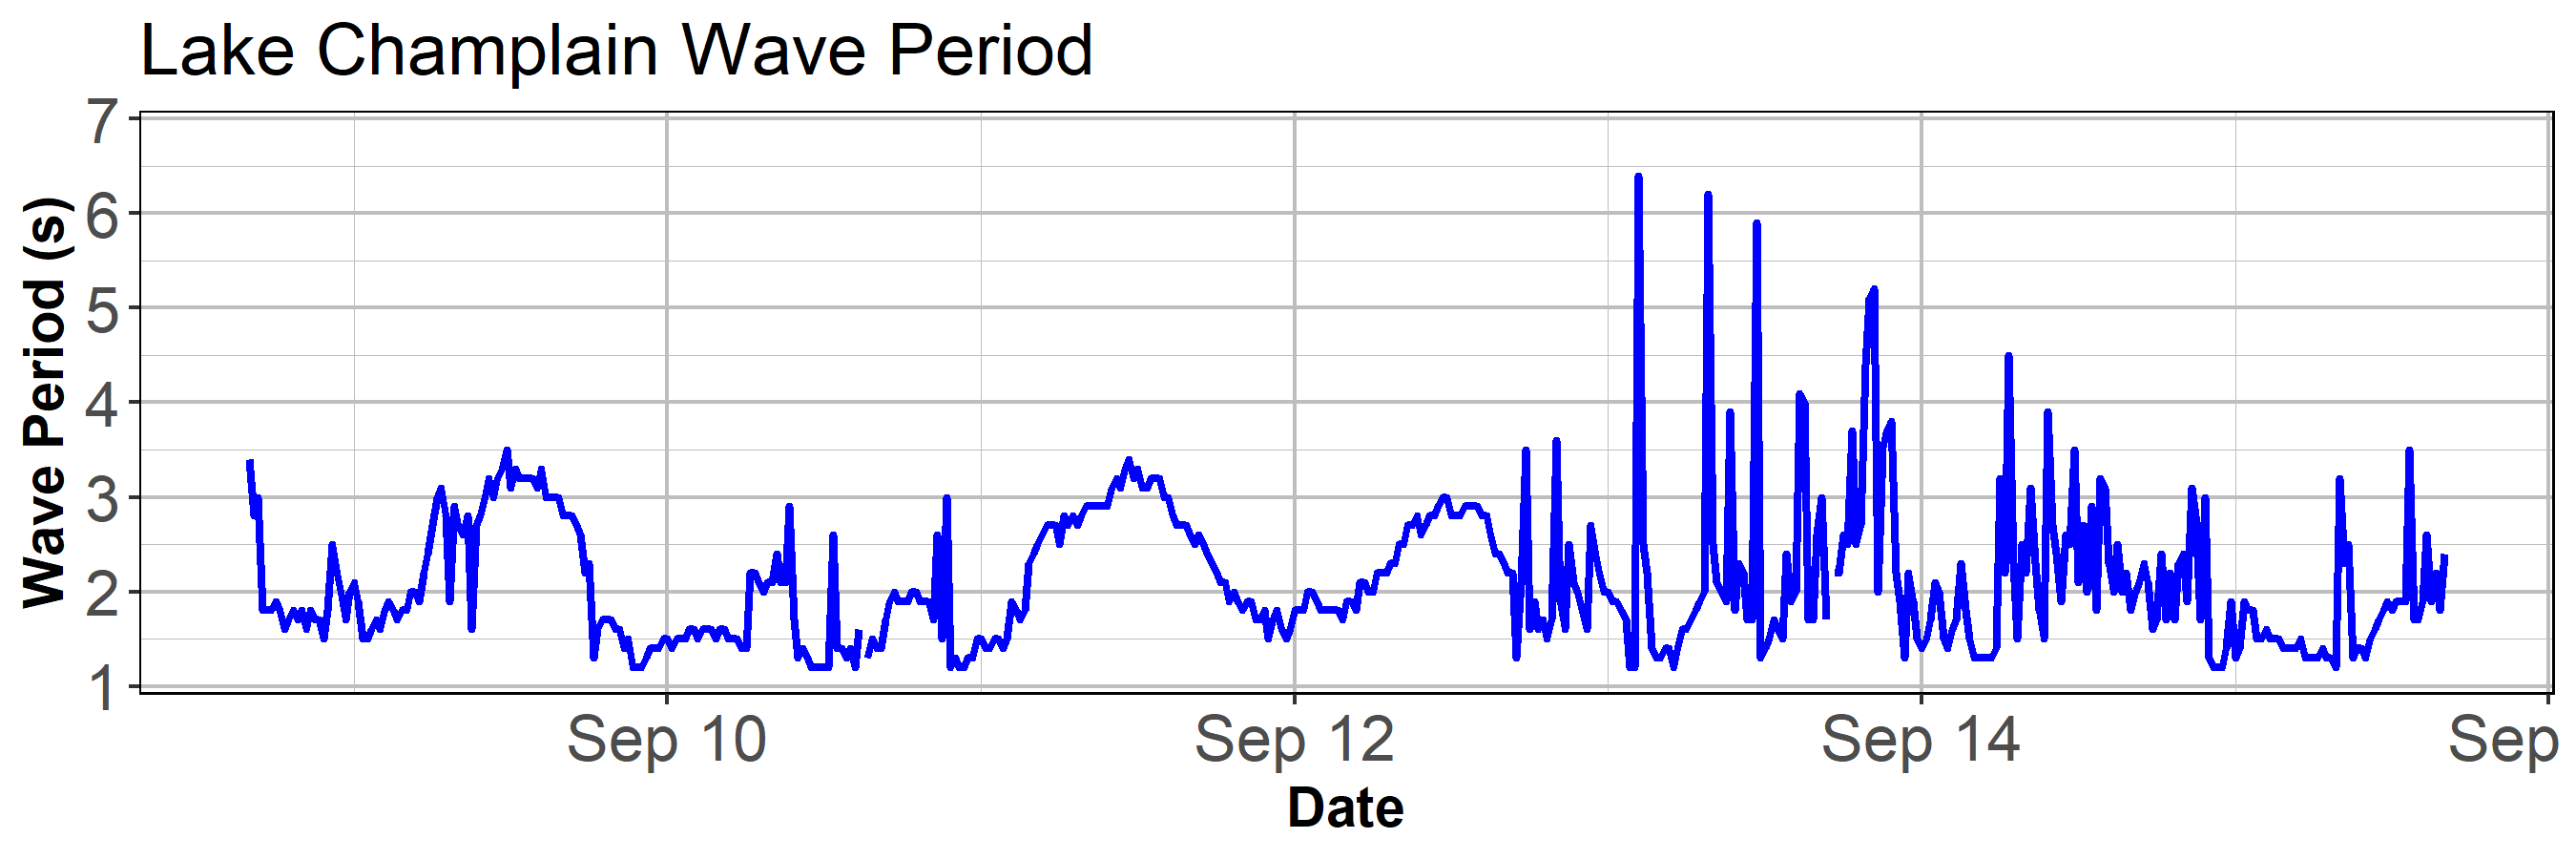 Lake Champlain Wave Period
Wave Period (s)
7
6
5
4
3
2
1
Sep 10
Sep 12
Sep 14
Sep
Date